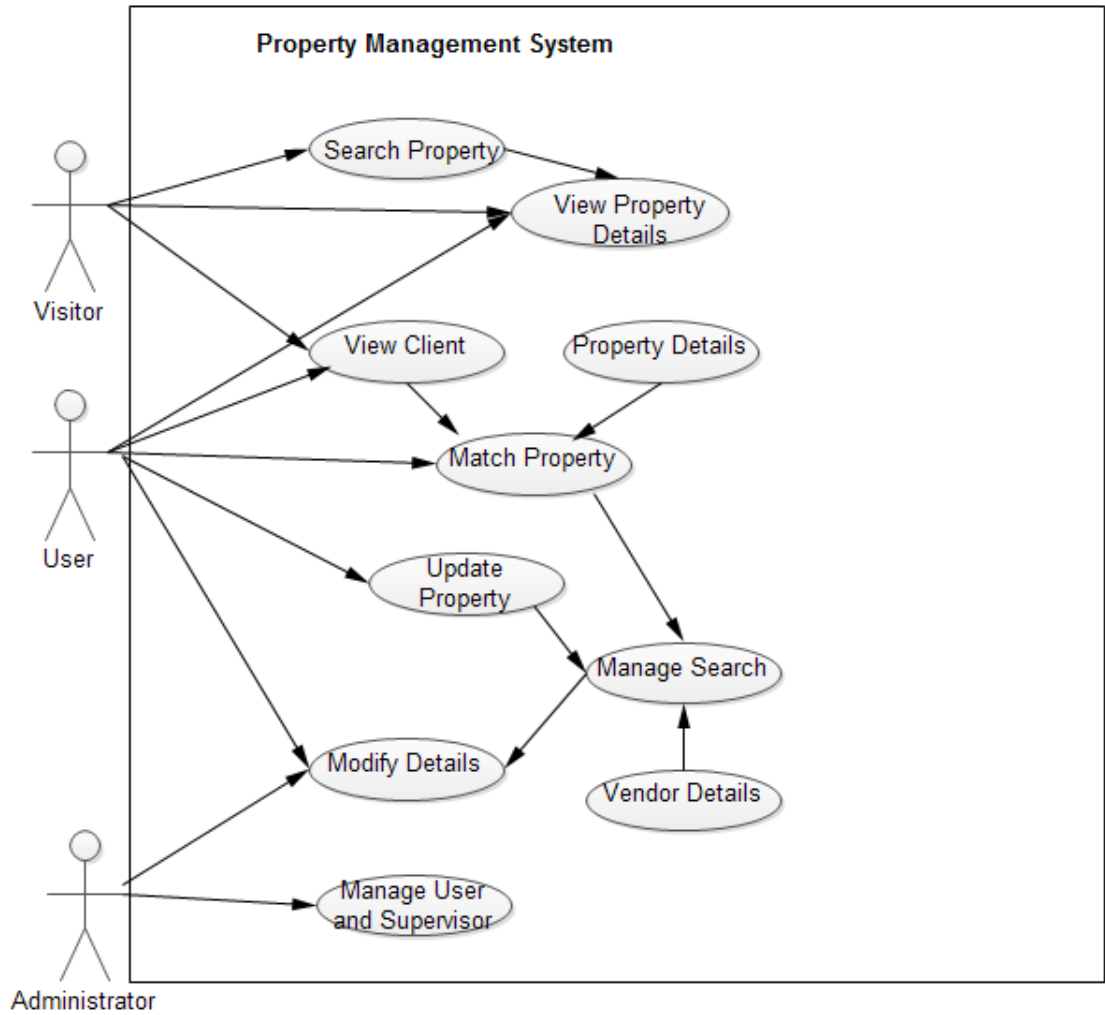 Property Management System
Search Property
View Property
Details
Visitor
View Client
Property Details
Match Property
User
Update
Property
Manage Search
Modify Details
Vendor Details
Manage User
and Supervisor
Administrator